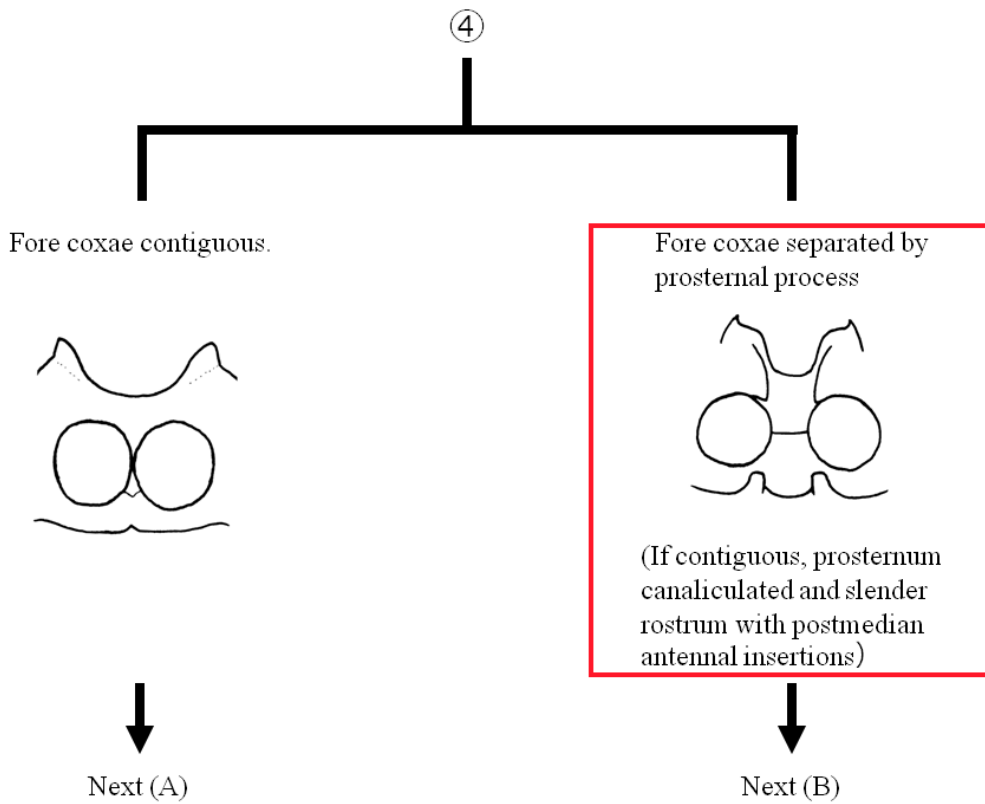 ④
Fore coxae contiguous.
Fore coxae separated by
prosternal process
(If contiguous, prosternum
canaliculated and slender
rostrum with postmedian
antennal insertions)
Next (A)
Next (B)